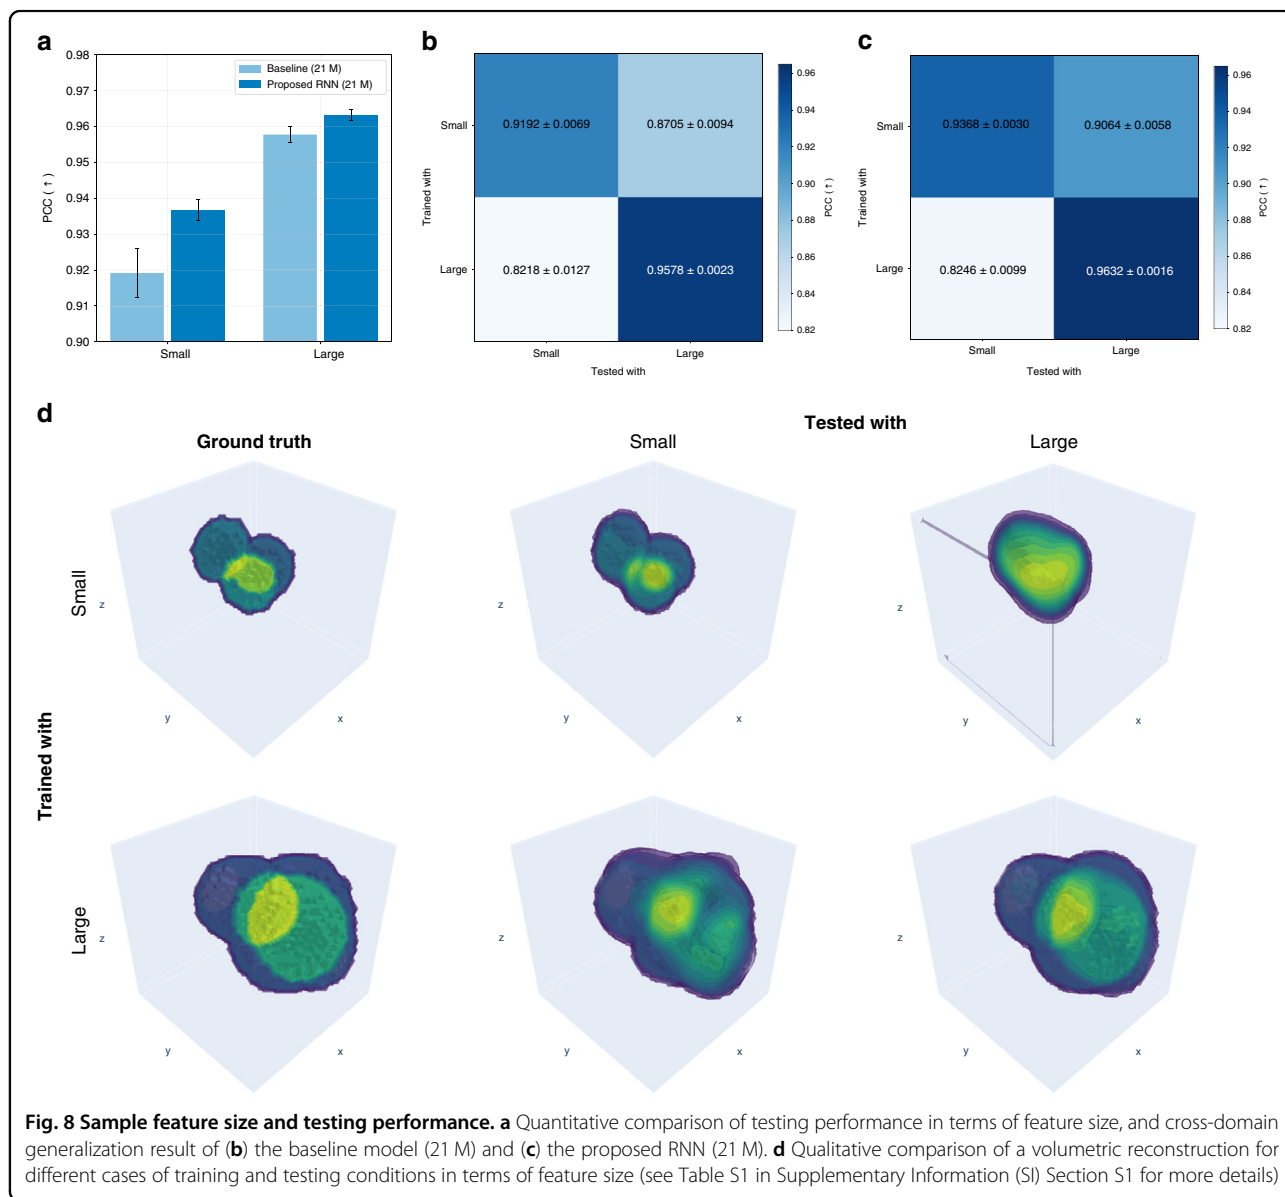 a
0.98
0.97
0.96
0.95
0.94
0.93
0.92
0.91
0.90
PCC (↑)
Baseline (21 M)
Proposed RNN (21 M)
Small
Large
b
Trained with
Small
Large
0.9192 ± 0.0069
0.8705 ± 0.0094
0.8218 ± 0.0127
0.9578 ± 0.0023
Small
Large
Tested with
0.96
0.94
0.92
0.90
0.88
0.86
0.84
0.82
PCC (↑)
c
Trained with
Small
Large
0.9368 ± 0.0030
0.9064 ± 0.0058
0.8246 ± 0.0099
0.9632 ± 0.0016
Small
Large
Tested with
0.96
0.94
0.92
0.90
0.88
0.86
0.84
0.82
PCC (↑)
d
Tested with
Ground truth
Small
Large
Trained with
Small
z
y
x
z
y
x
z
y
x
Large
z
y
x
z
y
x
z
y
x
Fig. 8 Sample feature size and testing performance. a Quantitative comparison of testing performance in terms of feature size, and cross-domain
generalization result of (b) the baseline model (21 M) and (c) the proposed RNN (21 M). d Qualitative comparison of a volumetric reconstruction for
different cases of training and testing conditions in terms of feature size (see Table S1 in Supplementary Information (SI) Section S1 for more details)